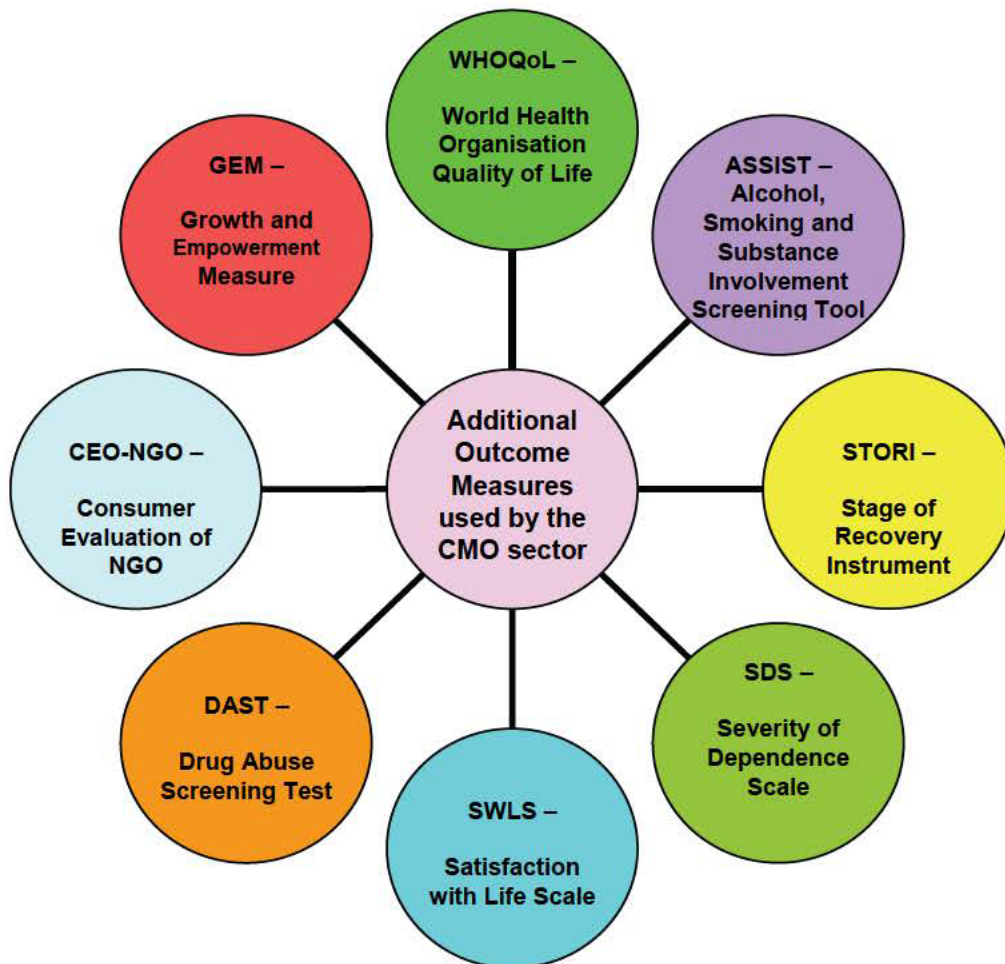 WHOQoL –
World Health
Organisation
Quality of Life
ASSIST –
Alcohol,
Smoking and
Substance
Involvement
Screening Tool
STORI –
Stage of
Recovery
Instrument
SDS –
Severity of
Dependence
Scale
SWLS –
Satisfaction
with Life Scale
DAST –
Drug Abuse
Screening Test
CEO-NGO –
Consumer
Evaluation of
NGO
GEM –
Growth and
Empowerment
Measure
Additional
Outcome
Measures
used by the
CMO sector